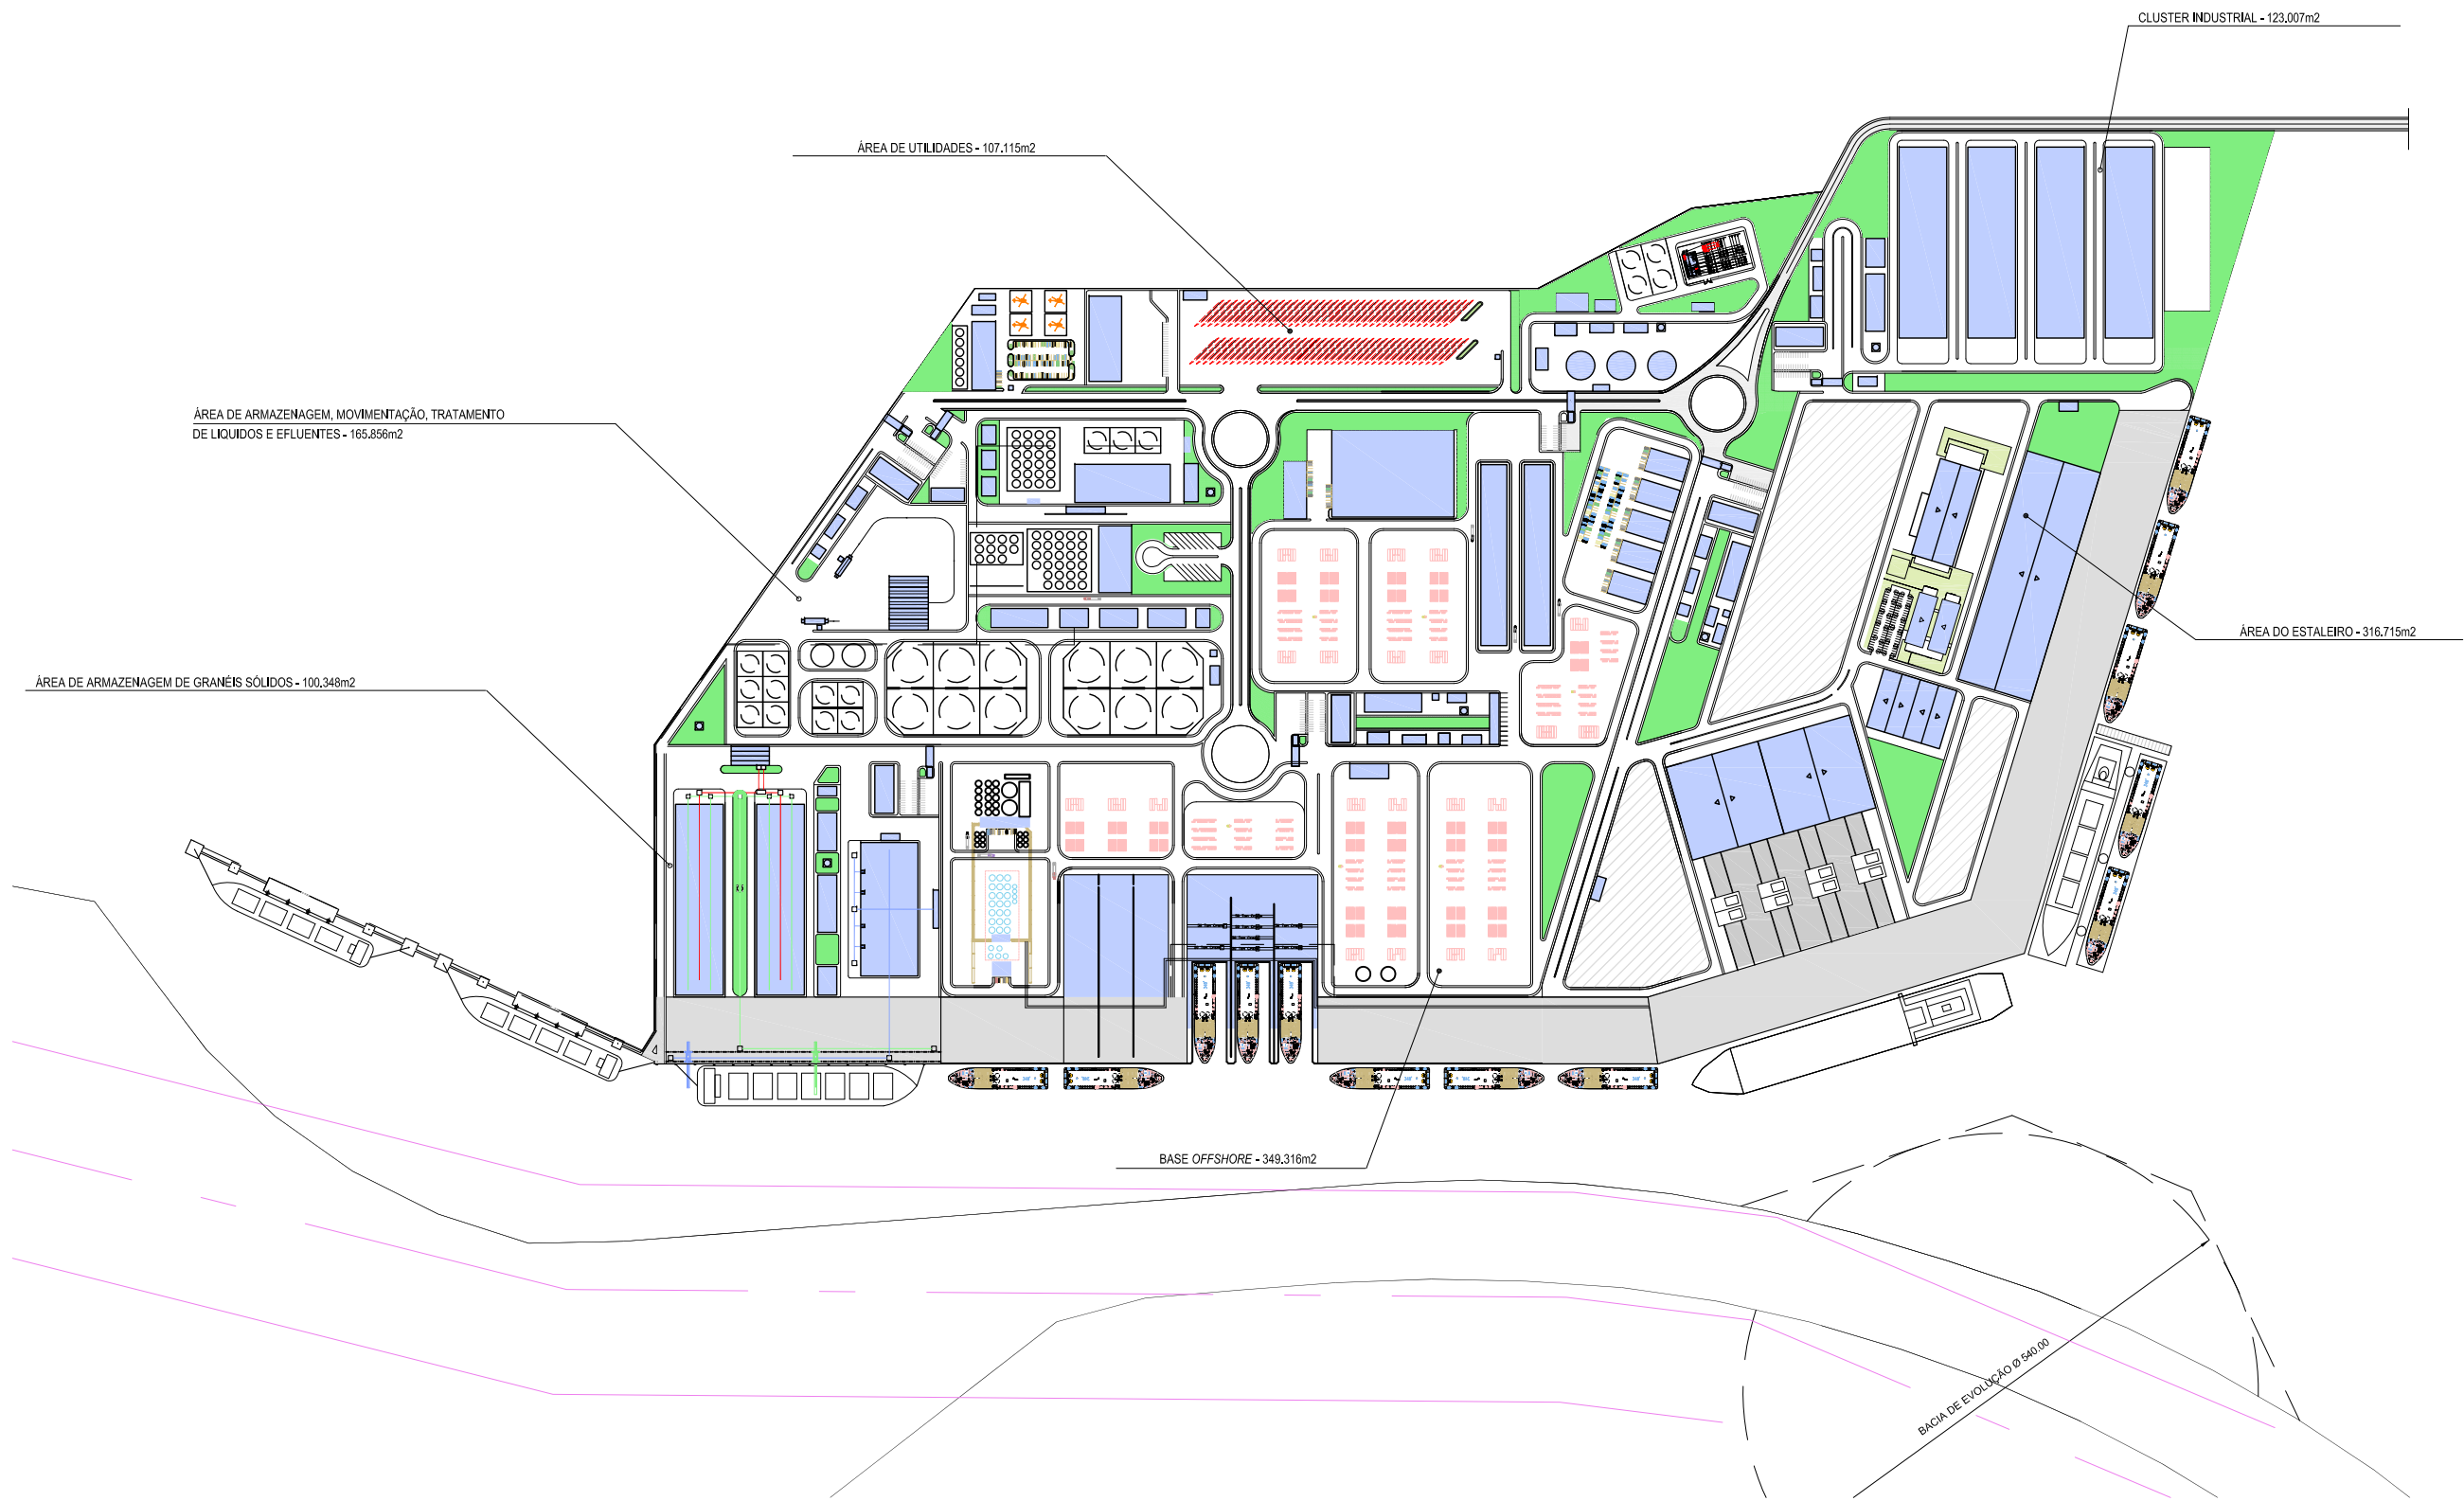 CLUSTER INDUSTRIAL - 123.007m2
ÁREA DE UTILIDADES - 107.115m2
ÁREA DE ARMAZENAGEM, MOVIMENTAÇÃO, TRATAMENTO
DE LIQUIDOS E EFLUENTES - 165.856m2
ÁREA DO ESTALEIRO - 316.715m2
ÁREA DE ARMAZENAGEM DE GRANÉIS SÓLIDOS - 100.348m2
BASE OFFSHORE - 349.316m2
BACIA DE EVOLUÇÃO Ø 540.00